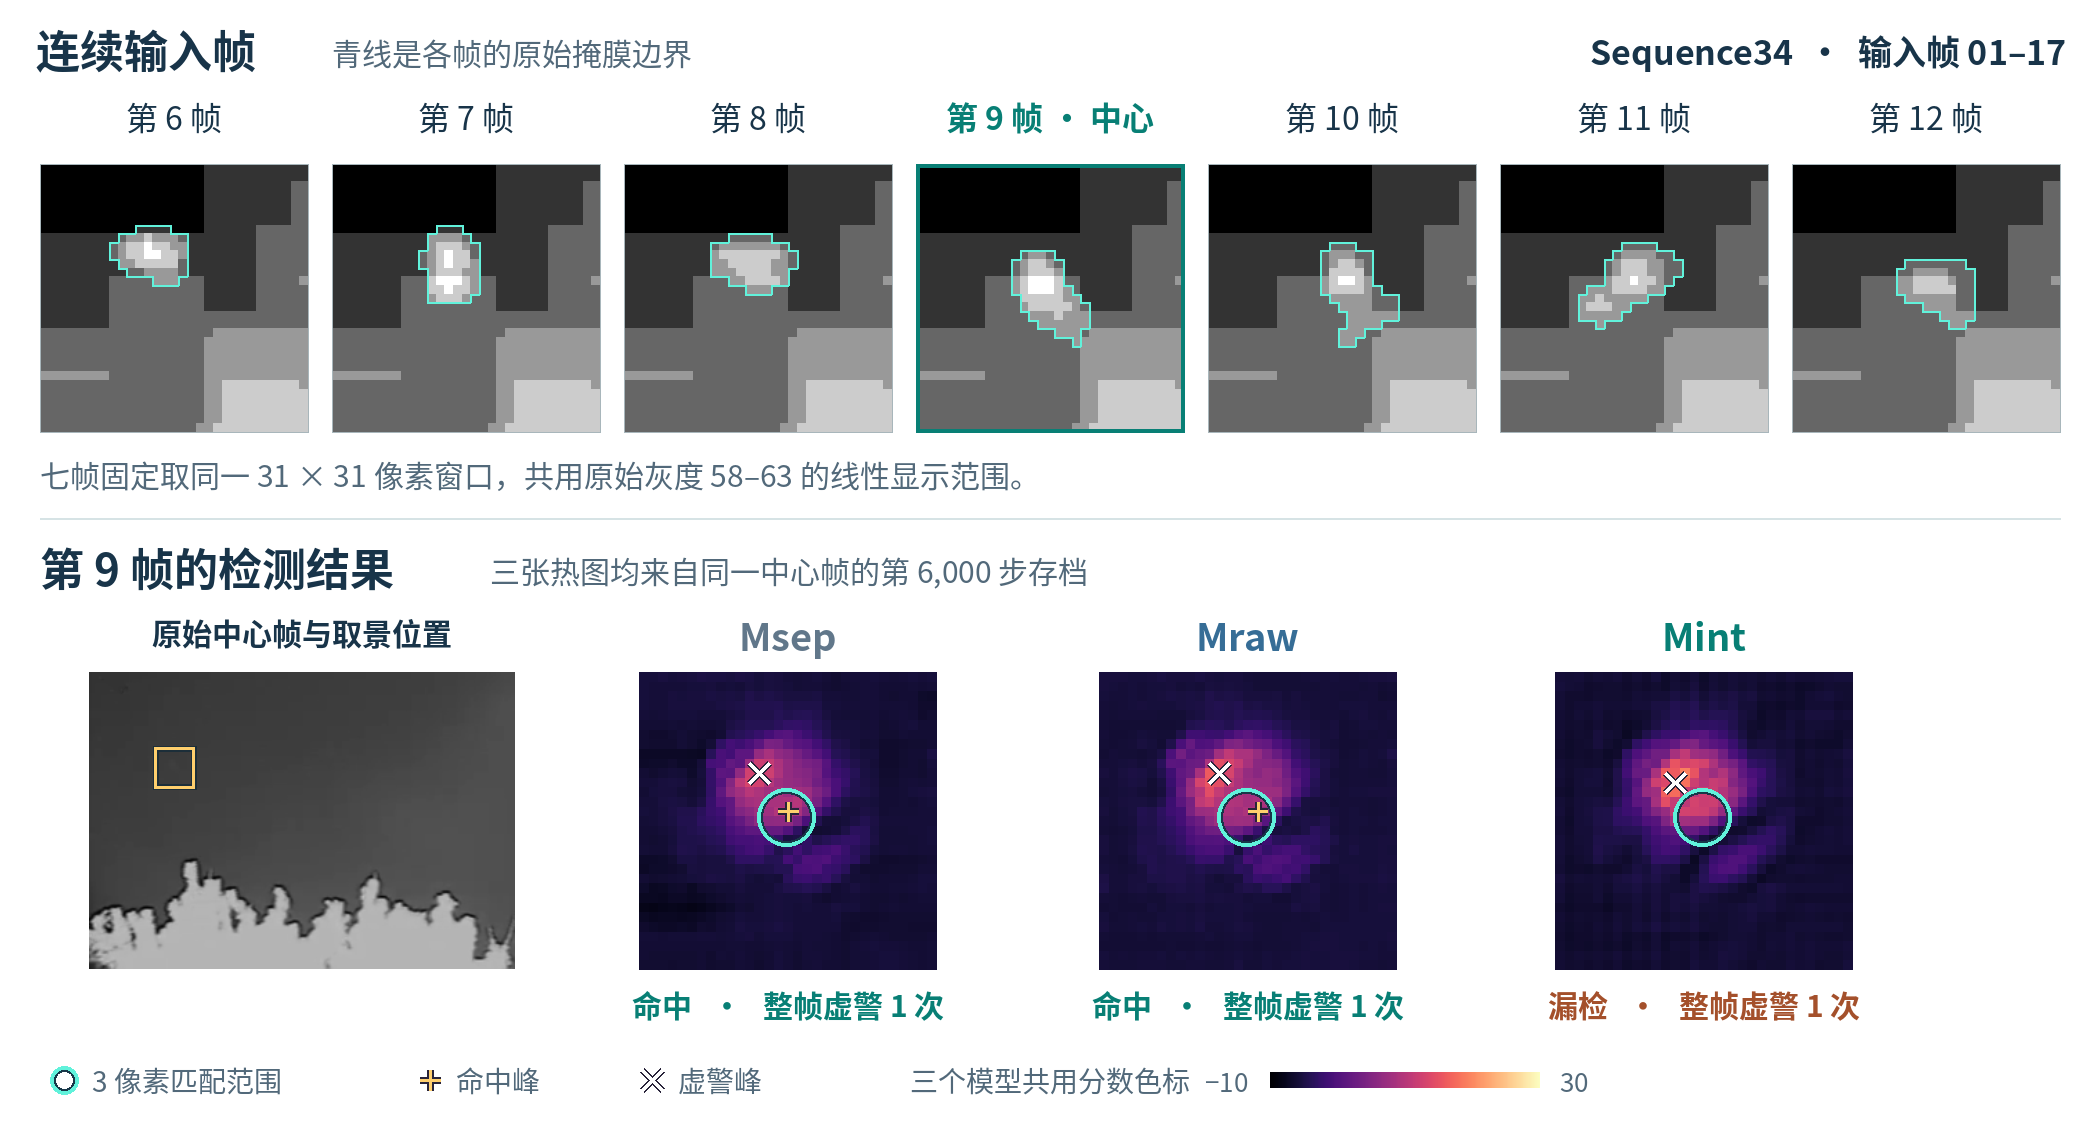 连续输入帧 青线是各帧的原始掩膜边界 Sequence34 · 输入帧 01–17
第 6 帧 第 7 帧 第 8 帧 第 9 帧 · 中心 第 10 帧 第 11 帧 第 12 帧
七帧固定取同一 31 × 31 像素窗口，共用原始灰度 58–63 的线性显示范围。
第 9 帧的检测结果 三张热图均来自同一中心帧的第 6,000 步存档
原始中心帧与取景位置 Msep Mraw Mint
命中 · 整帧虚警 1 次 命中 · 整帧虚警 1 次 漏检 · 整帧虚警 1 次
3 像素匹配范围 命中峰 虚警峰 三个模型共用分数色标 −10 30